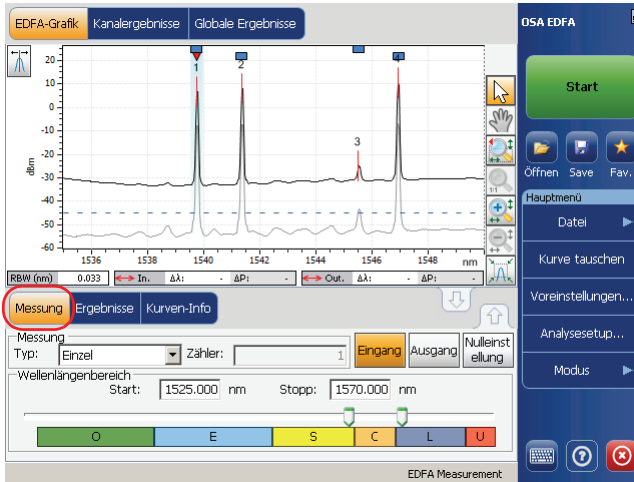 EDFA-Grafik Kanalergebnisse Globale Ergebnisse
OSA EDFA
20
10
0
-10
-20
-30
-40
-50
-60
dBm
1
2
3
4
1536 1538 1540 1542 1544 1546 1548 nm
1:1
RBW (nm) 0.033 In. Δλ: - ΔP: - Out. Δλ: - ΔP: -
Start
Öffnen Save Fav.
Hauptmenü
Datei
Kurve tauschen
Voreinstellungen...
Analysesetup...
Modus
Messung Ergebnisse Kurven-Info
Messung
Typ: Einzel Zähler: 1 Eingang Ausgang Nulleinst
ellung
Wellenlängenbereich
Start: 1525.000 nm Stopp: 1570.000 nm
O E S C L U
EDFA Measurement